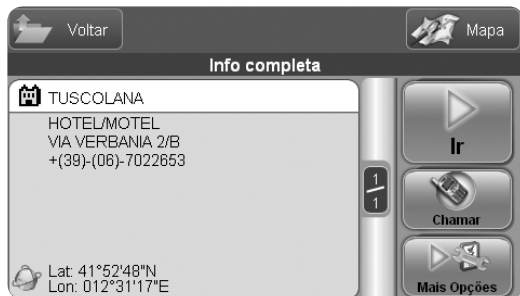 Voltar
Mapa
Info completa
TUSCOLANA
HOTEL/MOTEL
VIA VERBANIA 2/B
+(39)-(06)-7022653
Ir
1
1
Chamar
Lat: 41°52'48"N
Lon: 012°31'17"E
Mais Opções